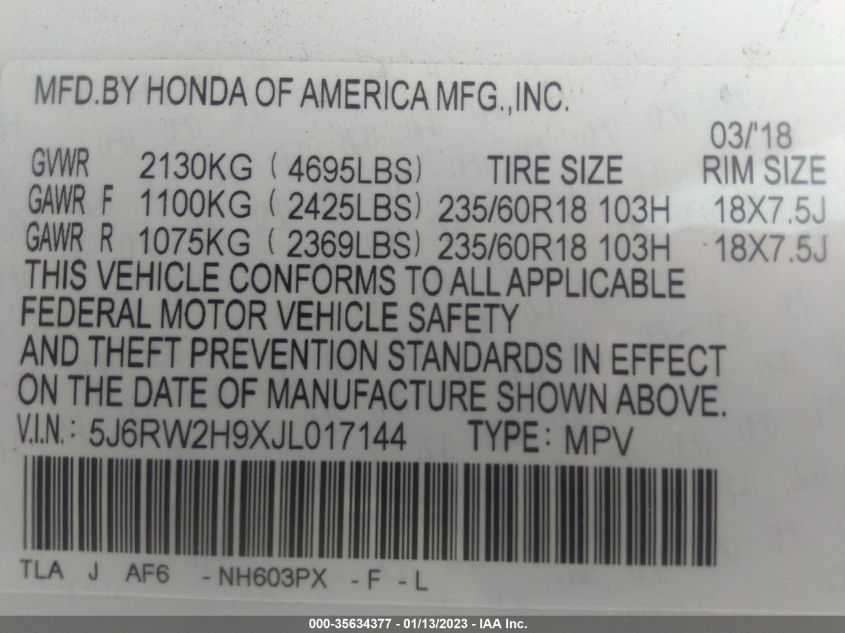 MFD.BY HONDA OF AMERICA MFG.,INC.
03/'18
GVWR 2130KG ( 4695LBS) TIRE SIZE RIM SIZE
GAWR F 1100KG ( 2425LBS) 235/60R18 103H 18X7.5J
GAWR R 1075KG ( 2369LBS) 235/60R18 103H 18X7.5J
THIS VEHICLE CONFORMS TO ALL APPLICABLE
FEDERAL MOTOR VEHICLE SAFETY
AND THEFT PREVENTION STANDARDS IN EFFECT
ON THE DATE OF MANUFACTURE SHOWN ABOVE.
V.I.N.: 5J6RW2H9XJL017144 TYPE: MPV
TLA J AF6 -NH603PX -F -L
000-35634377 - 01/13/2023 - IAA Inc.